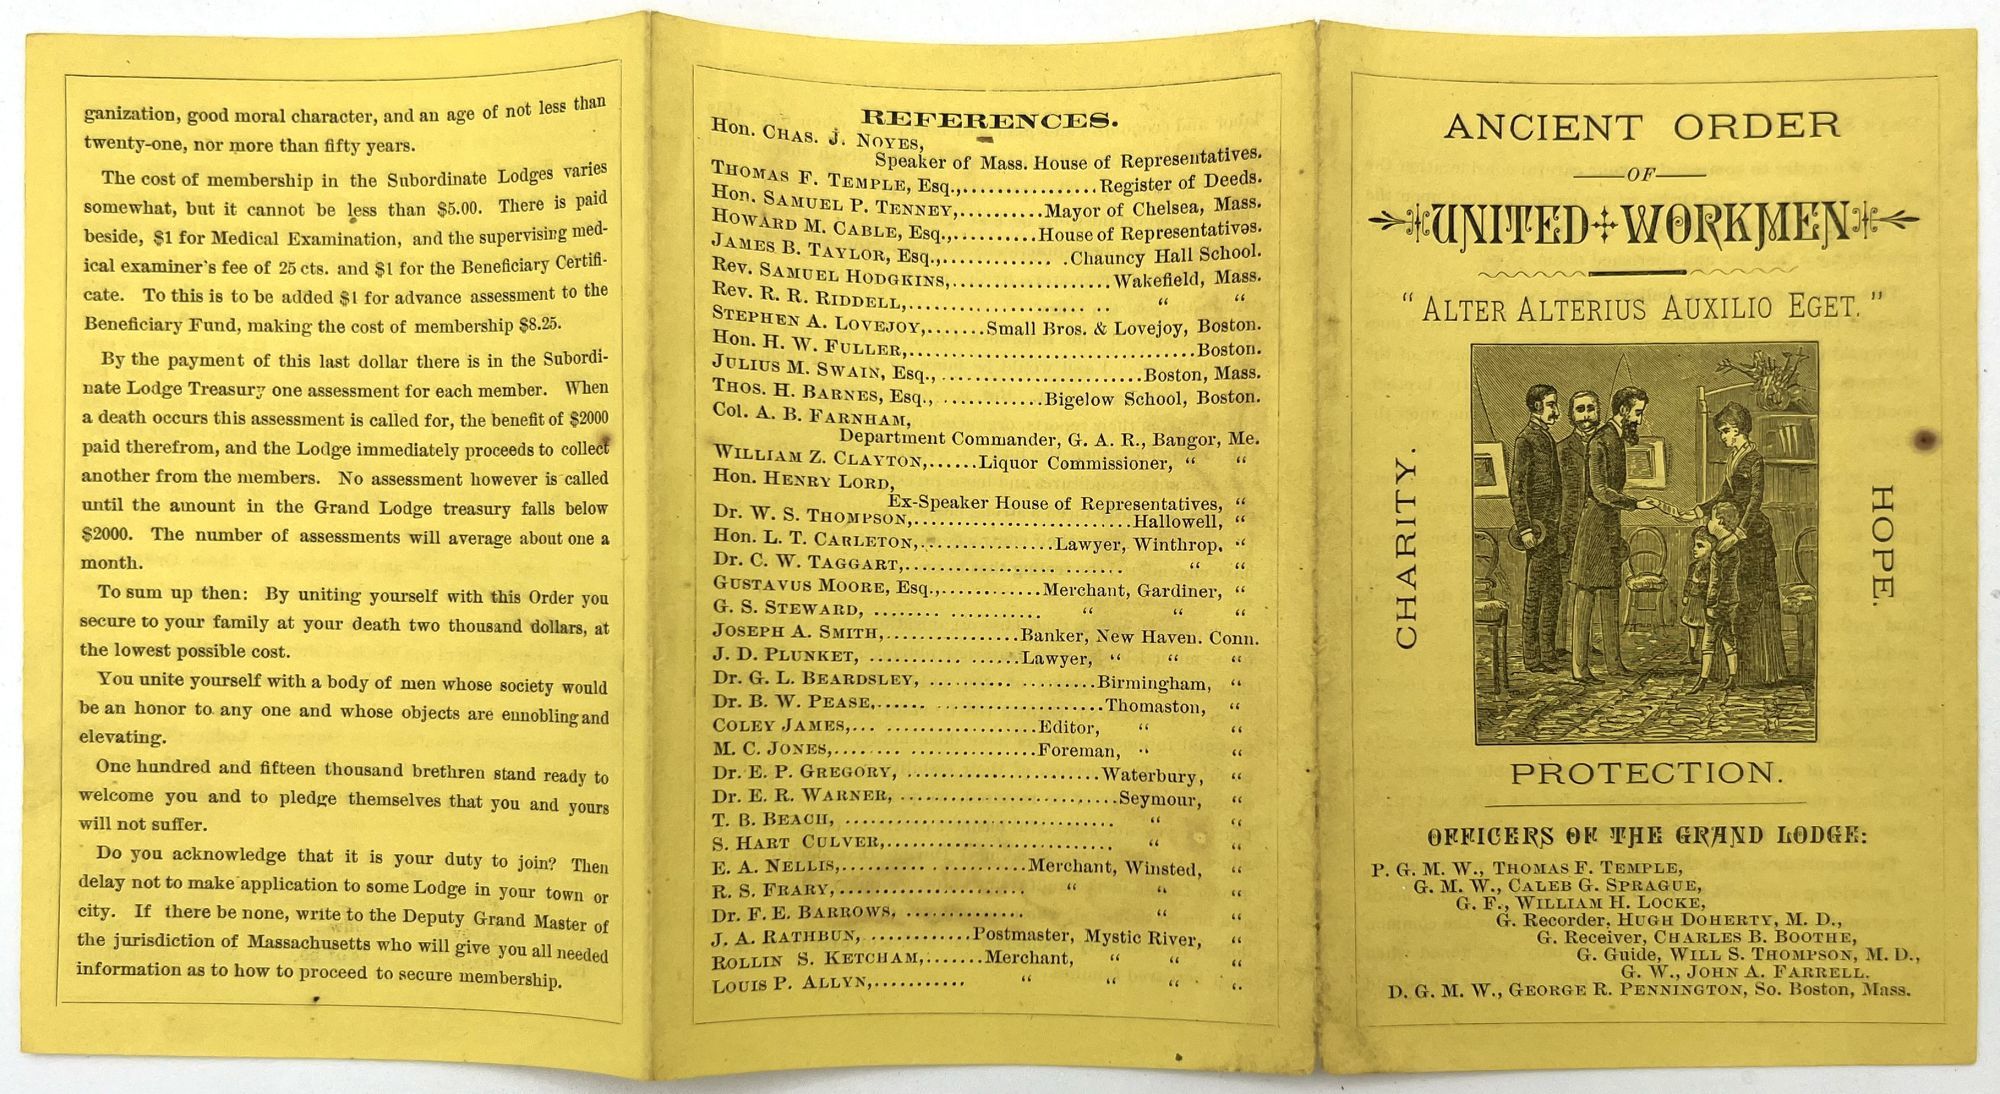 ganization, good moral character, and an age of not less than
twenty-one, nor more than fifty years.
The cost of membership in the Subordinate Lodges varies
somewhat, but it cannot be less than $5.00. There is paid
beside, $1 for Medical Examination, and the supervising med-
ical examiner's fee of 25 cts. and $1 for the Beneficiary Certifi-
cate. To this is to be added $1 for advance assessment to the
Beneficiary Fund, making the cost of membership $8.25.
By the payment of this last dollar there is in the Subordi-
nate Lodge Treasury one assessment for each member. When
a death occurs this assessment is called for, the benefit of $2000
paid therefrom, and the Lodge immediately proceeds to collect
another from the members. No assessment however is called
until the amount in the Grand Lodge treasury falls below
$2000. The number of assessments will average about one a
month.
To sum up then: By uniting yourself with this Order you
secure to your family at your death two thousand dollars, at
the lowest possible cost.
You unite yourself with a body of men whose society would
be an honor to any one and whose objects are ennobling and
elevating.
One hundred and fifteen thousand brethren stand ready to
welcome you and to pledge themselves that you and yours
will not suffer.
Do you acknowledge that it is your duty to join? Then
delay not to make application to some Lodge in your town or
city. If there be none, write to the Deputy Grand Master of
the jurisdiction of Massachusetts who will give you all needed
information as to how to proceed to secure membership.
REFERENCES.
Hon. CHAS. J. NOYES,
Speaker of Mass. House of Representatives.
THOMAS F. TEMPLE, Esq.,................Register of Deeds.
Hon. SAMUEL P. TENNEY,..........Mayor of Chelsea, Mass.
HOWARD M. CABLE, Esq.,..........House of Representatives.
JAMES B. TAYLOR, Esq.,............. .Chauncy Hall School.
Rev. SAMUEL HODGKINS,...................Wakefield, Mass.
Rev. R. R. RIDDELL,..................... .. " "
STEPHEN A. LOVEJOY,.......Small Bros. & Lovejoy, Boston.
Hon. H. W. FULLER,..................................Boston.
JULIUS M. SWAIN, Esq., ........................Boston, Mass.
THOS. H. BARNES, Esq., ............Bigelow School, Boston.
Col. A. B. FARNHAM,
Department Commander, G. A. R., Bangor, Me.
WILLIAM Z. CLAYTON,......Liquor Commissioner, " "
Hon. HENRY LORD,
Ex-Speaker House of Representatives, "
Dr. W. S. THOMPSON,..........................Hallowell, "
Hon. L. T. CARLETON,................Lawyer, Winthrop, "
Dr. C. W. TAGGART,.................. ...... " "
GUSTAVUS MOORE, Esq.,............Merchant, Gardiner, "
G. S. STEWARD, ........ ........... " " "
JOSEPH A. SMITH,................Banker, New Haven. Conn.
J. D. PLUNKET, ........... ......Lawyer, " " "
Dr. G. L. BEARDSLEY, .......... .........Birmingham, "
Dr. B. W. PEASE,...... ....................Thomaston, "
COLEY JAMES,... ..................Editor, " "
M. C. JONES,........ ..................Foreman, " "
Dr. E. P. GREGORY, .......................Waterbury, "
Dr. E. R. WARNER, ..........................Seymour, "
T. B. BEACH, ................................ " "
S. HART CULVER,........................... " "
E. A. NELLIS,.......................Merchant, Winsted, "
R. S. FRARY,...................... " " "
Dr. F. E. BARROWS, .............. " "
J. A. RATHBUN, ............Postmaster, Mystic River, "
ROLLIN S. KETCHAM,.......Merchant, " " "
LOUIS P. ALLYN,........... " " " "
ANCIENT ORDER
OF
UNITED WORKMEN
"ALTER ALTERIUS AUXILIO EGET."
CHARITY.
HOPE.
PROTECTION.
OFFICERS OF THE GRAND LODGE:
P. G. M. W., THOMAS F. TEMPLE,
G. M. W., CALEB G. SPRAGUE,
G. F., WILLIAM H. LOCKE,
G. Recorder, HUGH DOHERTY, M. D.,
G. Receiver, CHARLES B. BOOTHE,
G. Guide, WILL S. THOMPSON, M. D.,
G. W., JOHN A. FARRELL.
D. G. M. W., GEORGE R. PENNINGTON, So. Boston, Mass.